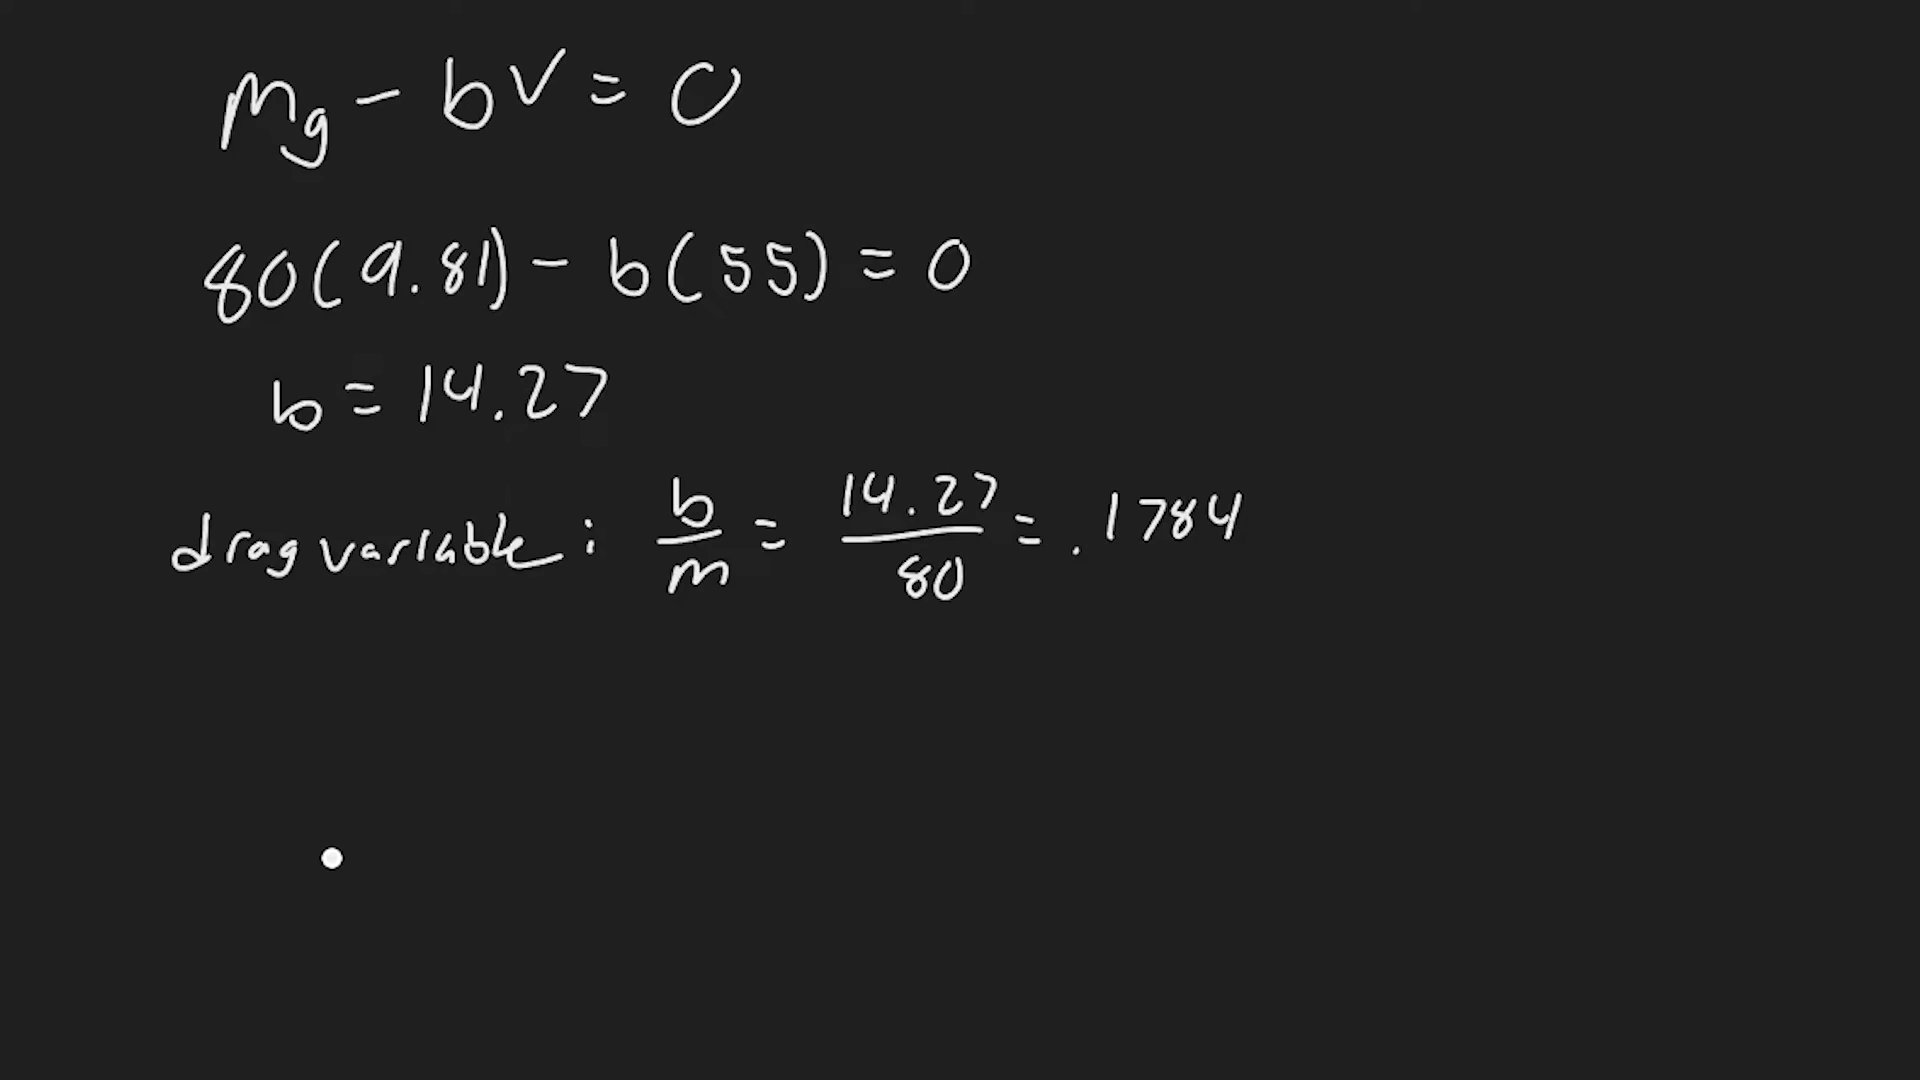 mg - bv = 0
80(9.81) - b(55) = 0
b = 14.27
drag variable: b/m = 14.27/80 = .1784